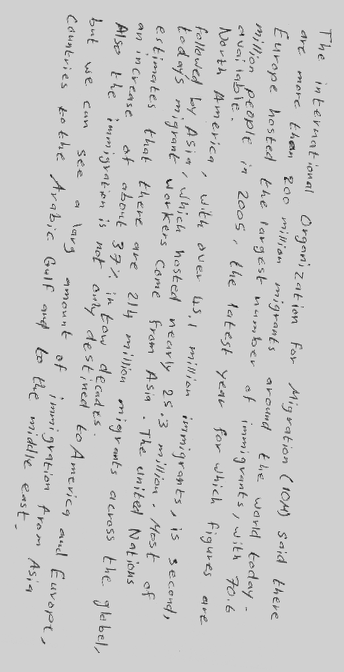 The international Organization for Migration (IOM) said there
are more than 200 million migrants around the world today.
Europe hosted the largest number of immigrants, with 70.6
million people in 2005, the latest year for which figures are
available.
North America, with over 45.1 million immigrants, is second,
followed by Asia, which hosted nearly 25.3 million. Most of
todays migrant workers come from Asia. The united Nations
estimates that there are 214 million migrants across the globel,
an increase of about 37% in tow decades.
Also the immigration is not only destined to America and Europe,
but we can see a larg amount of immigration from Asia
Countries to the Arabic Gulf and to the middle east.